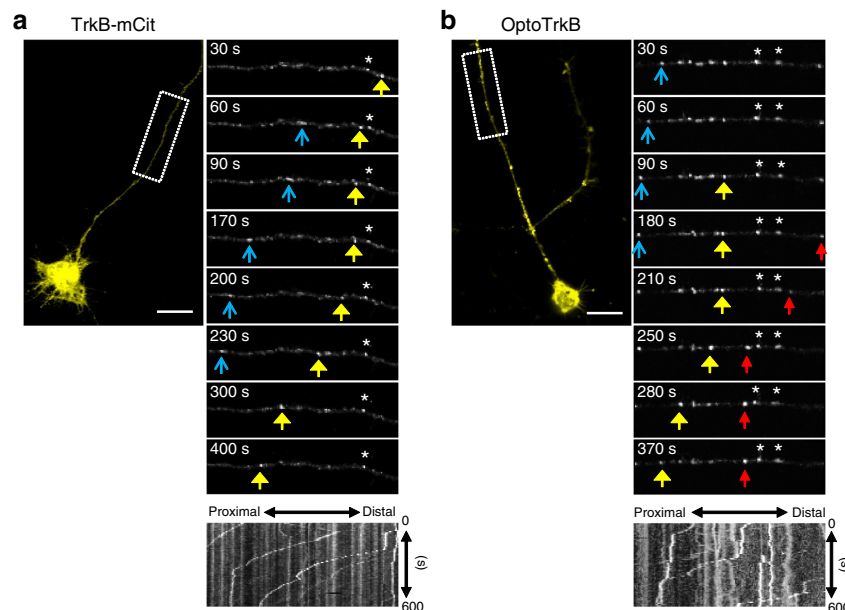 a TrkB-mCit
30 s *
60 s *
90 s *
170 s *
200 s *
230 s *
300 s *
400 s *
Proximal Distal
0
(s)
600
b OptoTrkB
30 s * *
60 s * *
90 s * *
180 s * *
210 s * *
250 s * *
280 s * *
370 s * *
Proximal Distal
0
(s)
600